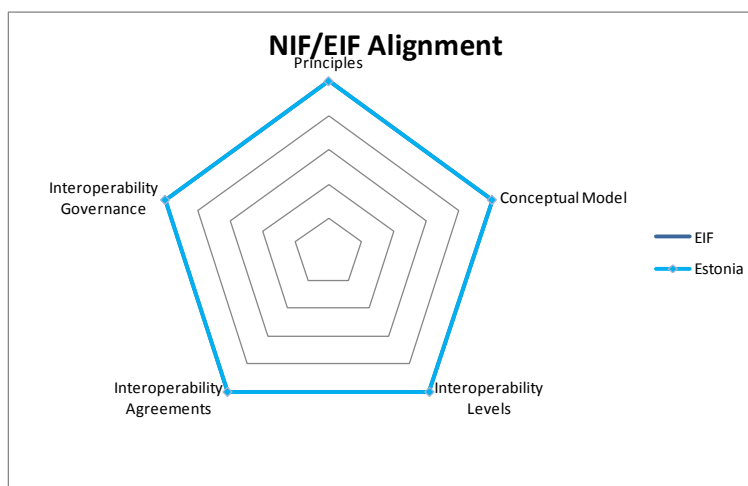 NIF/EIF Alignment
Principles
Interoperability
Governance
Conceptual Model
EIF
Estonia
Interoperability
Agreements
Interoperability
Levels